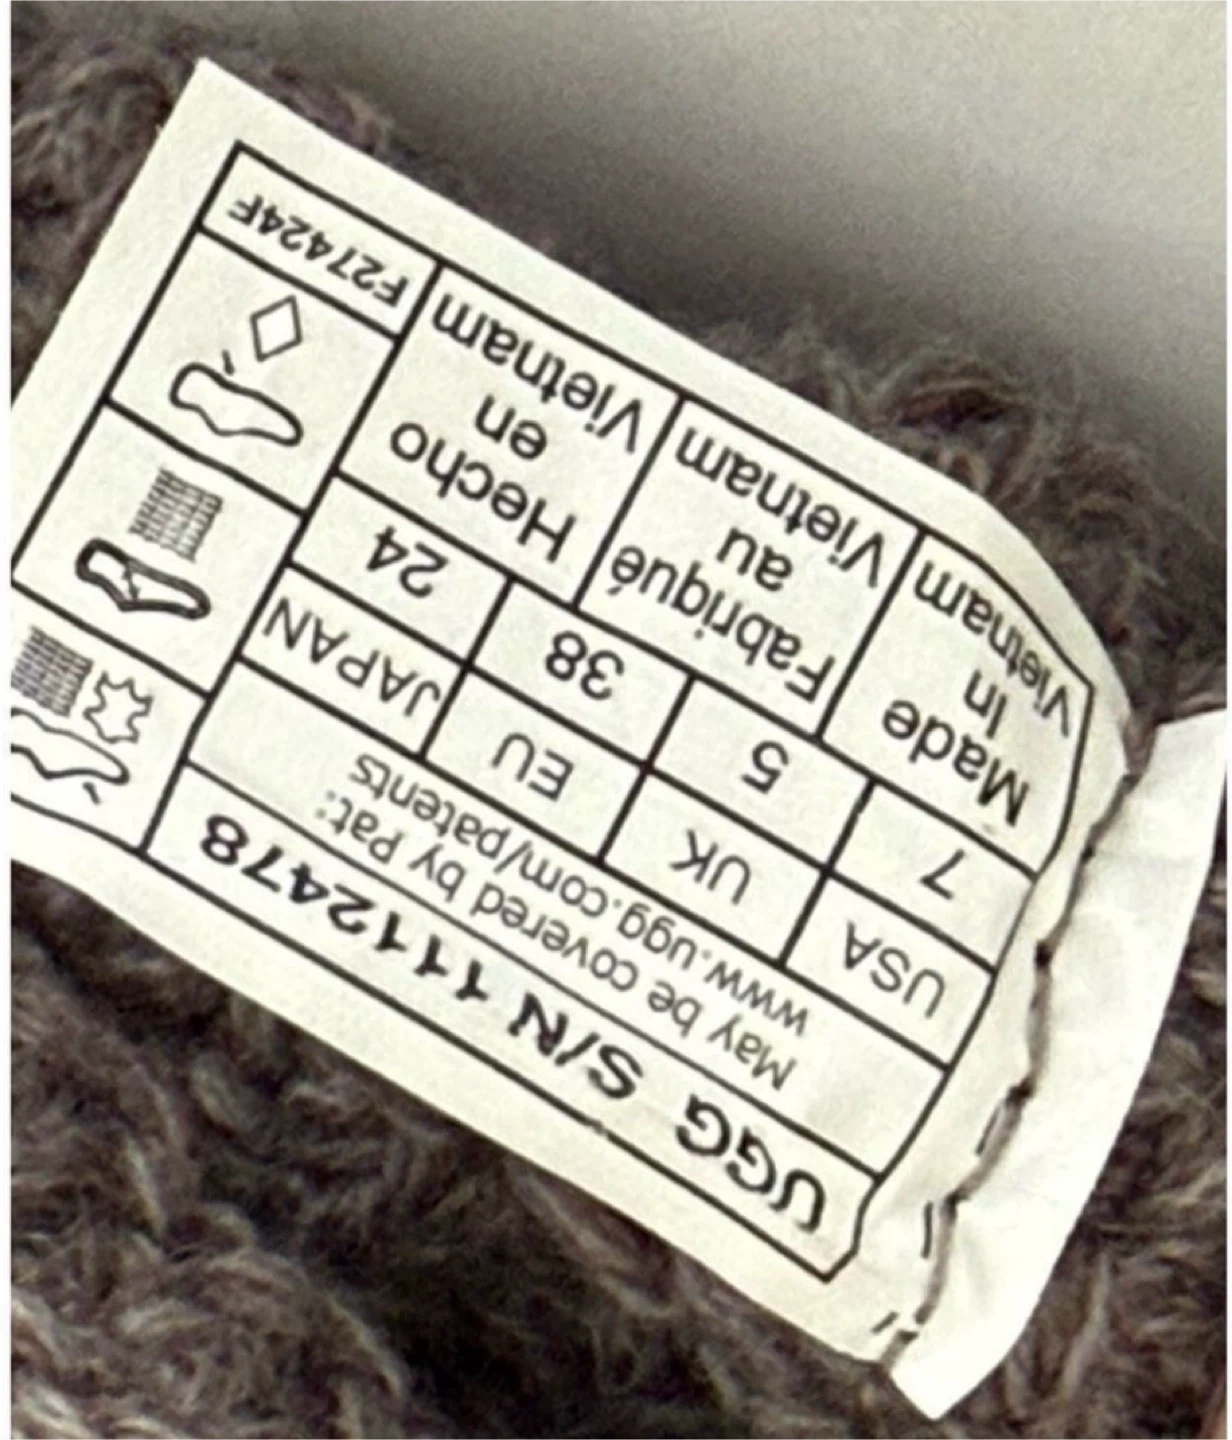 UGG S/N 1112478
May be covered by Pat:
www.ugg.com/patents
USA UK EU JAPAN
7 5 38 24
Made
In
Vietnam
Fabriqué
au
Vietnam
Hecho
en
Vietnam
F27424F